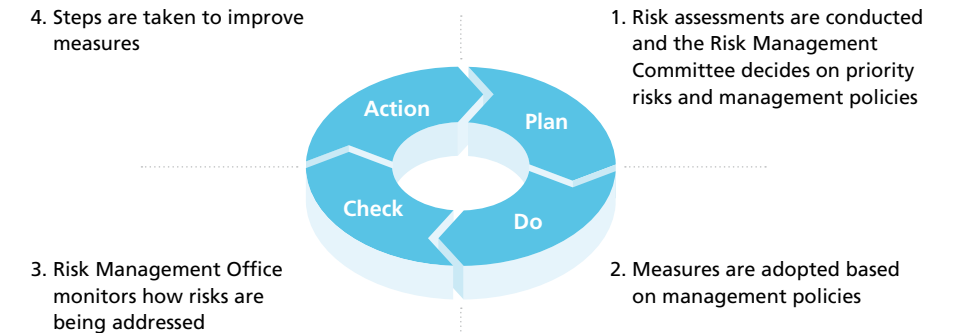 4. Steps are taken to improve
measures
1. Risk assessments are conducted
and the Risk Management
Committee decides on priority
risks and management policies
Action
Plan
Check
Do
3. Risk Management Office
monitors how risks are
being addressed
2. Measures are adopted based
on management policies